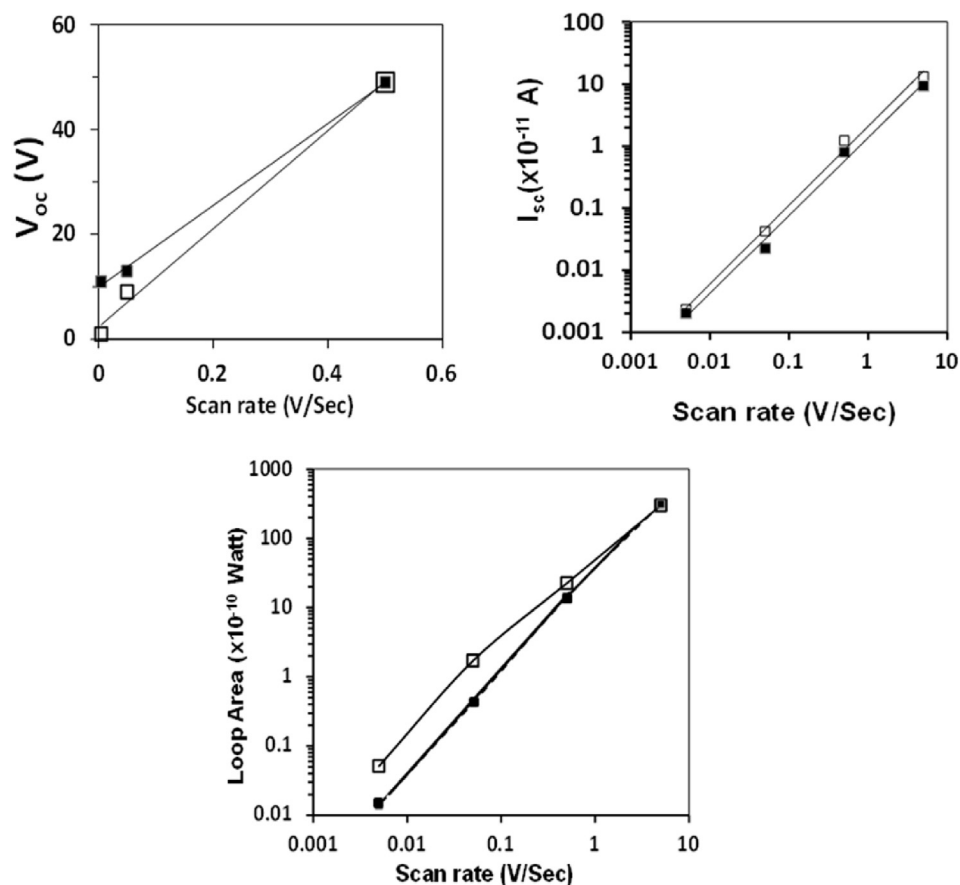 60
40
20
0
V_oc (V)
0 0.2 0.4 0.6
Scan rate (V/Sec)
100
10
1
0.1
0.01
0.001
I_sc(x10^-11 A)
0.001 0.01 0.1 1 10
Scan rate (V/Sec)
1000
100
10
1
0.1
0.01
Loop Area (x10^-10 Watt)
0.001 0.01 0.1 1 10
Scan rate (V/Sec)